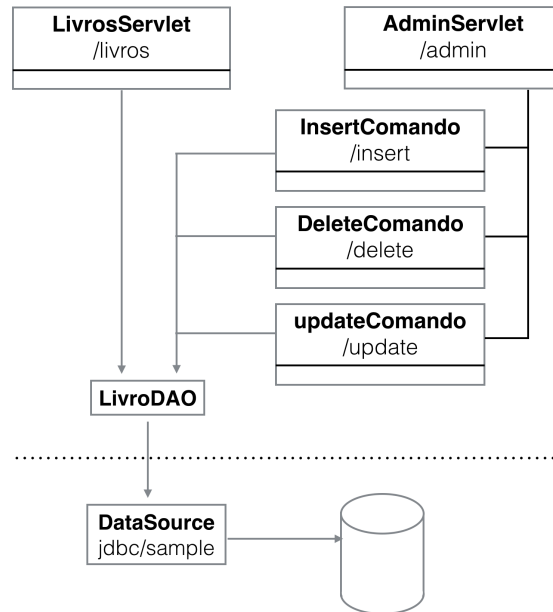 LivrosServlet
/livros
AdminServlet
/admin
InsertComando
/insert
DeleteComando
/delete
updateComando
/update
LivroDAO
DataSource
jdbc/sample